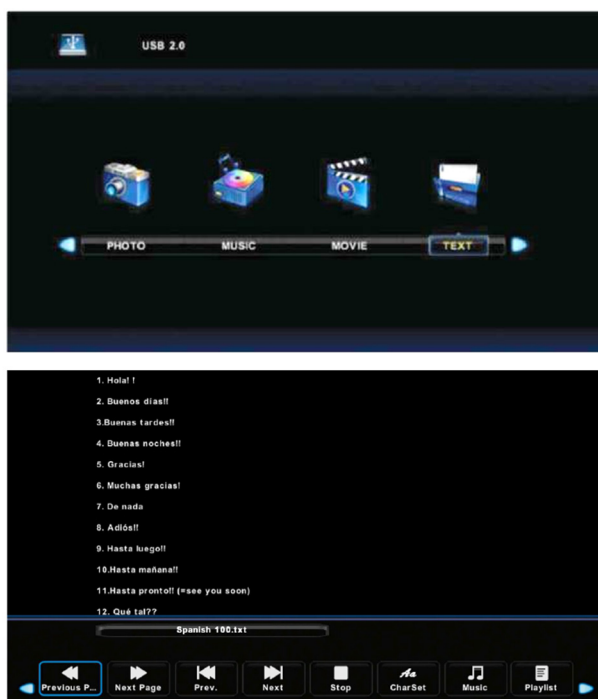 USB 2.0
PHOTO MUSIC MOVIE TEXT
1. Hola! !
2. Buenos días!!
3.Buenas tardes!!
4. Buenas noches!!
5. Gracias!
6. Muchas gracias!
7. De nada
8. Adiós!!
9. Hasta luego!!
10.Hasta mañana!!
11.Hasta pronto!! (=see you soon)
12. Qué tal??
Spanish 100.txt
Aa
Previous P... Next Page Prev. Next Stop CharSet Music Playlist